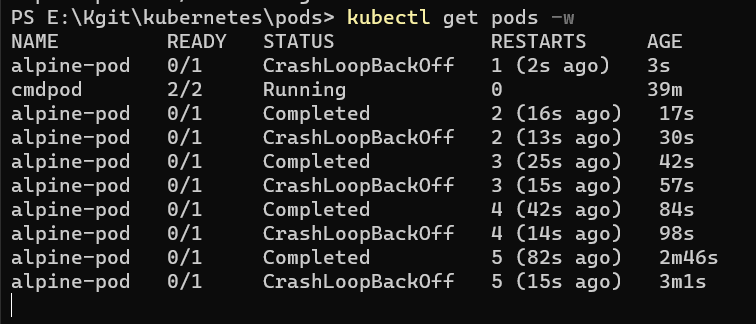 PS E:\Kgit\kubernetes\pods> kubectl get pods -w
NAME         READY   STATUS             RESTARTS     AGE
alpine-pod   0/1     CrashLoopBackOff   1 (2s ago)   3s
cmdpod       2/2     Running            0            39m
alpine-pod   0/1     Completed          2 (16s ago)   17s
alpine-pod   0/1     CrashLoopBackOff   2 (13s ago)   30s
alpine-pod   0/1     Completed          3 (25s ago)   42s
alpine-pod   0/1     CrashLoopBackOff   3 (15s ago)   57s
alpine-pod   0/1     Completed          4 (42s ago)   84s
alpine-pod   0/1     CrashLoopBackOff   4 (14s ago)   98s
alpine-pod   0/1     Completed          5 (82s ago)   2m46s
alpine-pod   0/1     CrashLoopBackOff   5 (15s ago)   3m1s